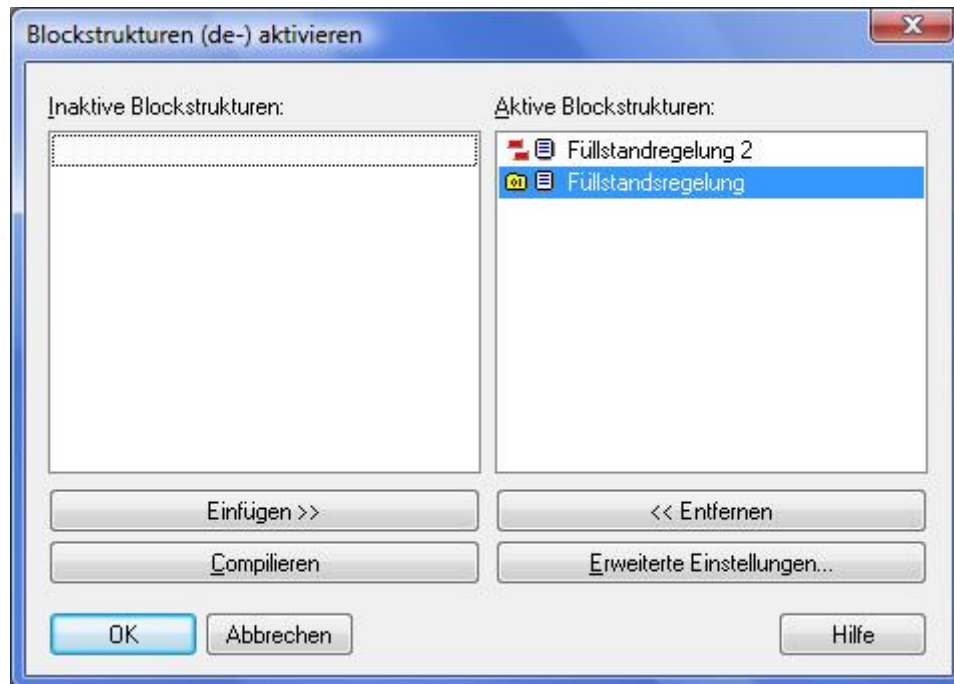 Blockstrukturen (de-) aktivieren
Inaktive Blockstrukturen:
Aktive Blockstrukturen:
Füllstandregelung 2
Füllstandsregelung
Einfügen >>
<< Entfernen
Compilieren
Erweiterte Einstellungen...
OK
Abbrechen
Hilfe